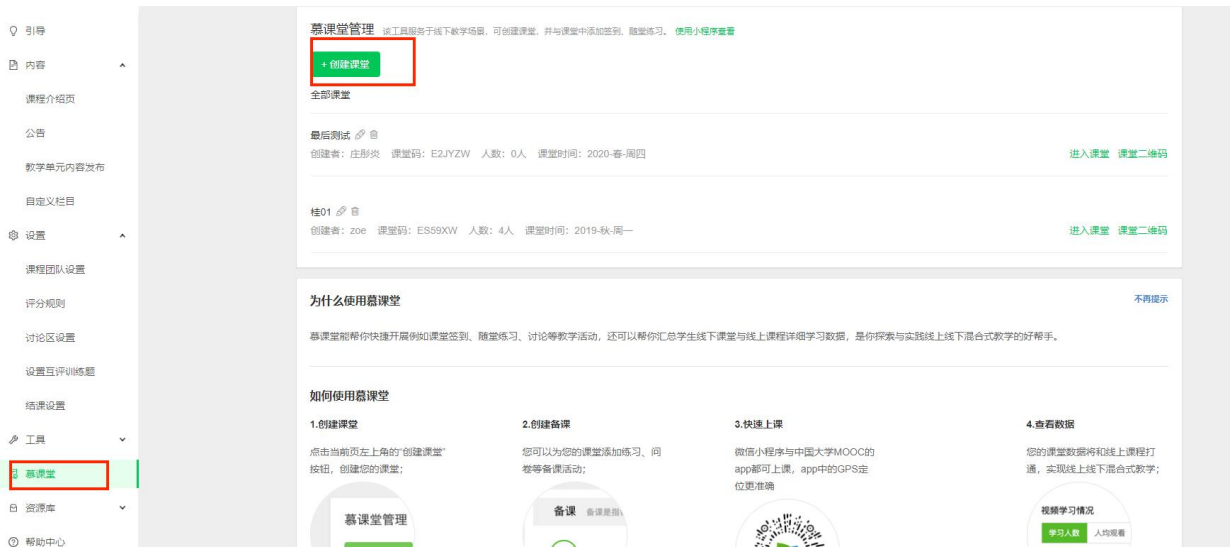 引导
内容
课程介绍页
公告
教学单元内容发布
自定义栏目
设置
课程团队设置
评分规则
讨论区设置
设置互评训练题
结课设置
工具
慕课堂
资源库
帮助中心
慕课堂管理 该工具服务于线下教学场景，可创建课堂，并与课堂中添加签到、随堂练习。 使用小程序查看
+ 创建课堂
全部课堂
最后测试
创建者：庄彤炎 课堂码：E2JYZW 人数：0人 课堂时间：2020-春-周四 进入课堂 课堂二维码
桂01
创建者：zoe 课堂码：ES59XW 人数：4人 课堂时间：2019-秋-周一 进入课堂 课堂二维码
为什么使用慕课堂 不再提示
慕课堂能帮你快捷开展例如课堂签到、随堂练习、讨论等教学活动，还可以帮你汇总学生线下课堂与线上课程详细学习数据，是你探索与实践线上线下混合式教学的好帮手。
如何使用慕课堂
1.创建课堂
点击当前页左上角的“创建课堂”
按钮，创建您的课堂；
慕课堂管理
2.创建备课
您可以为您的课堂添加练习、问
卷等备课活动；
备课 备课是指
3.快速上课
微信小程序与中国大学MOOC的
app都可上课，app中的GPS定
位更准确
4.查看数据
您的课堂数据将和线上课程打
通，实现线上线下混合式教学；
视频学习情况
学习人数 人均观看